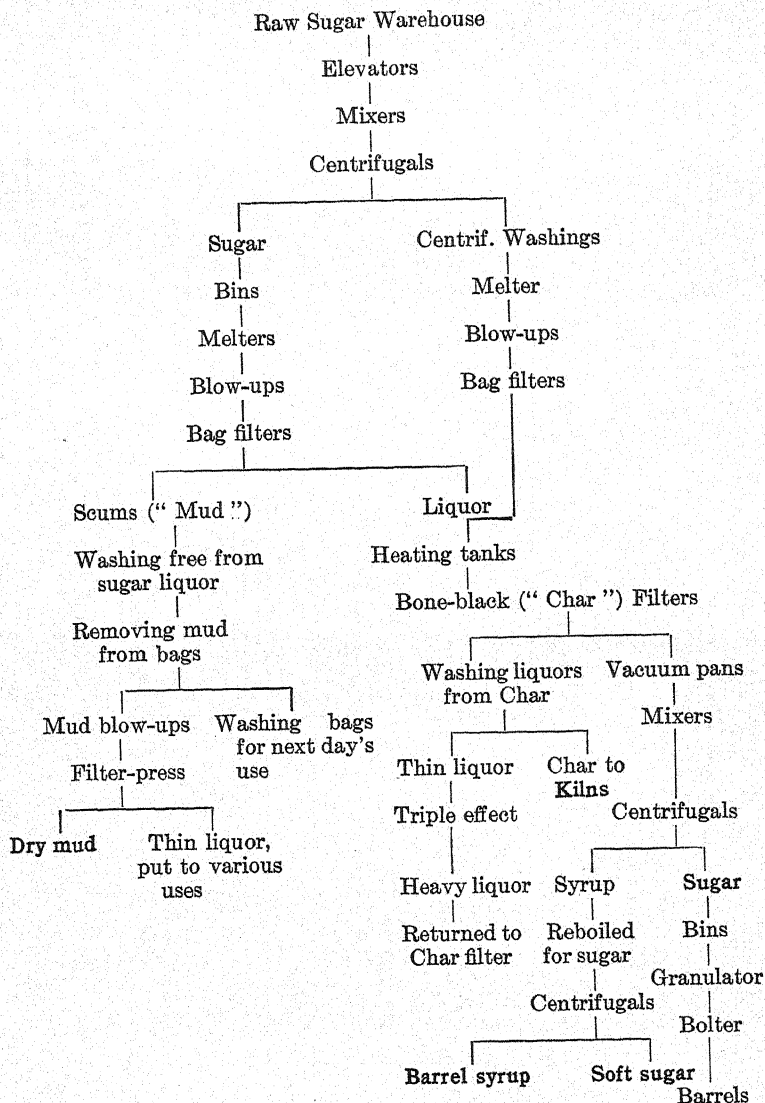 Raw Sugar Warehouse
Elevators
Mixers
Centrifugals
Sugar
Centrif. Washings
Bins
Melter
Melters
Blow-ups
Blow-ups
Bag filters
Bag filters
Scums (“ Mud ”)
Liquor
Washing free from
sugar liquor
Heating tanks
Bone-black (“ Char ”) Filters
Removing mud
from bags
Washing liquors
from Char
Vacuum pans
Mixers
Mud blow-ups
Washing bags
for next day's
use
Filter-press
Thin liquor
Char to
Kilns
Triple effect
Centrifugals
Dry mud
Thin liquor,
put to various
uses
Heavy liquor
Syrup
Sugar
Returned to
Char filter
Reboiled
for sugar
Bins
Granulator
Centrifugals
Bolter
Barrel syrup
Soft sugar
Barrels